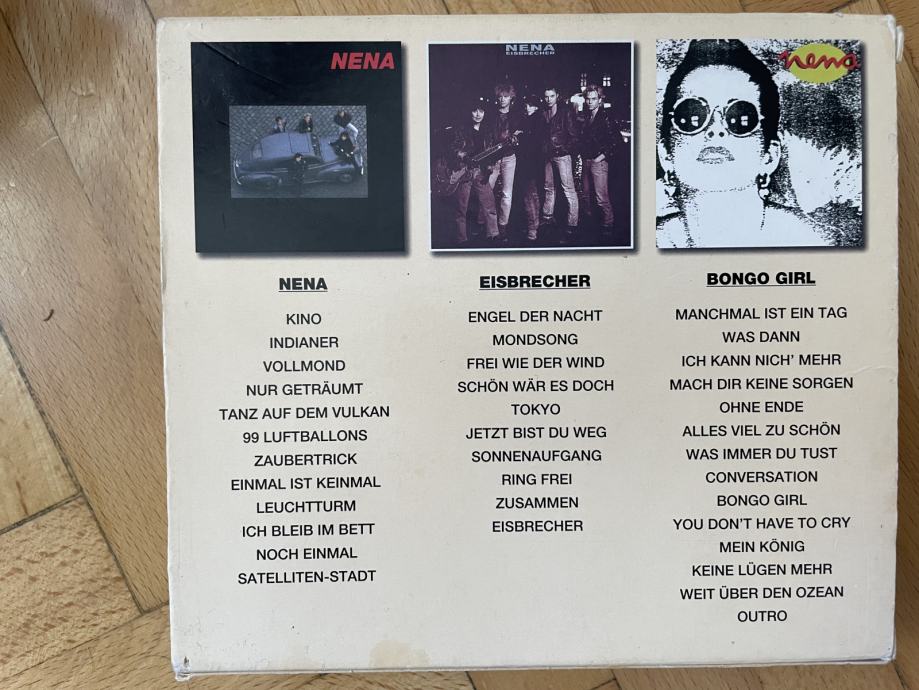 NENA
NENA
EISBRECHER
nena
NENA
KINO
INDIANER
VOLLMOND
NUR GETRÄUMT
TANZ AUF DEM VULKAN
99 LUFTBALLONS
ZAUBERTRICK
EINMAL IST KEINMAL
LEUCHTTURM
ICH BLEIB IM BETT
NOCH EINMAL
SATELLITEN-STADT
EISBRECHER
ENGEL DER NACHT
MONDSONG
FREI WIE DER WIND
SCHÖN WÄR ES DOCH
TOKYO
JETZT BIST DU WEG
SONNENAUFGANG
RING FREI
ZUSAMMEN
EISBRECHER
BONGO GIRL
MANCHMAL IST EIN TAG
WAS DANN
ICH KANN NICH' MEHR
MACH DIR KEINE SORGEN
OHNE ENDE
ALLES VIEL ZU SCHÖN
WAS IMMER DU TUST
CONVERSATION
BONGO GIRL
YOU DON'T HAVE TO CRY
MEIN KÖNIG
KEINE LÜGEN MEHR
WEIT ÜBER DEN OZEAN
OUTRO